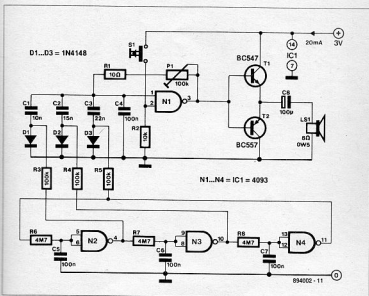 D1...D3 = 1N4148
S1
R1
10Ω
P1
100k
BC547
T1
14
IC1
7
20mA
+
3V
C1
10n
C2
15n
C3
22n
C4
100n
1
2
N1
3
R2
10k
C8
100µ
LS1
8Ω
0W5
D1
D2
D3
BC557
T2
R3
10k
R4
10k
R5
100k
N1...N4 = IC1 = 4093
R6
4M7
5
6
N2
4
R7
4M7
8
9
N3
10
R8
4M7
13
12
N4
11
C5
100n
C6
100n
C7
100n
0
894002 - 11